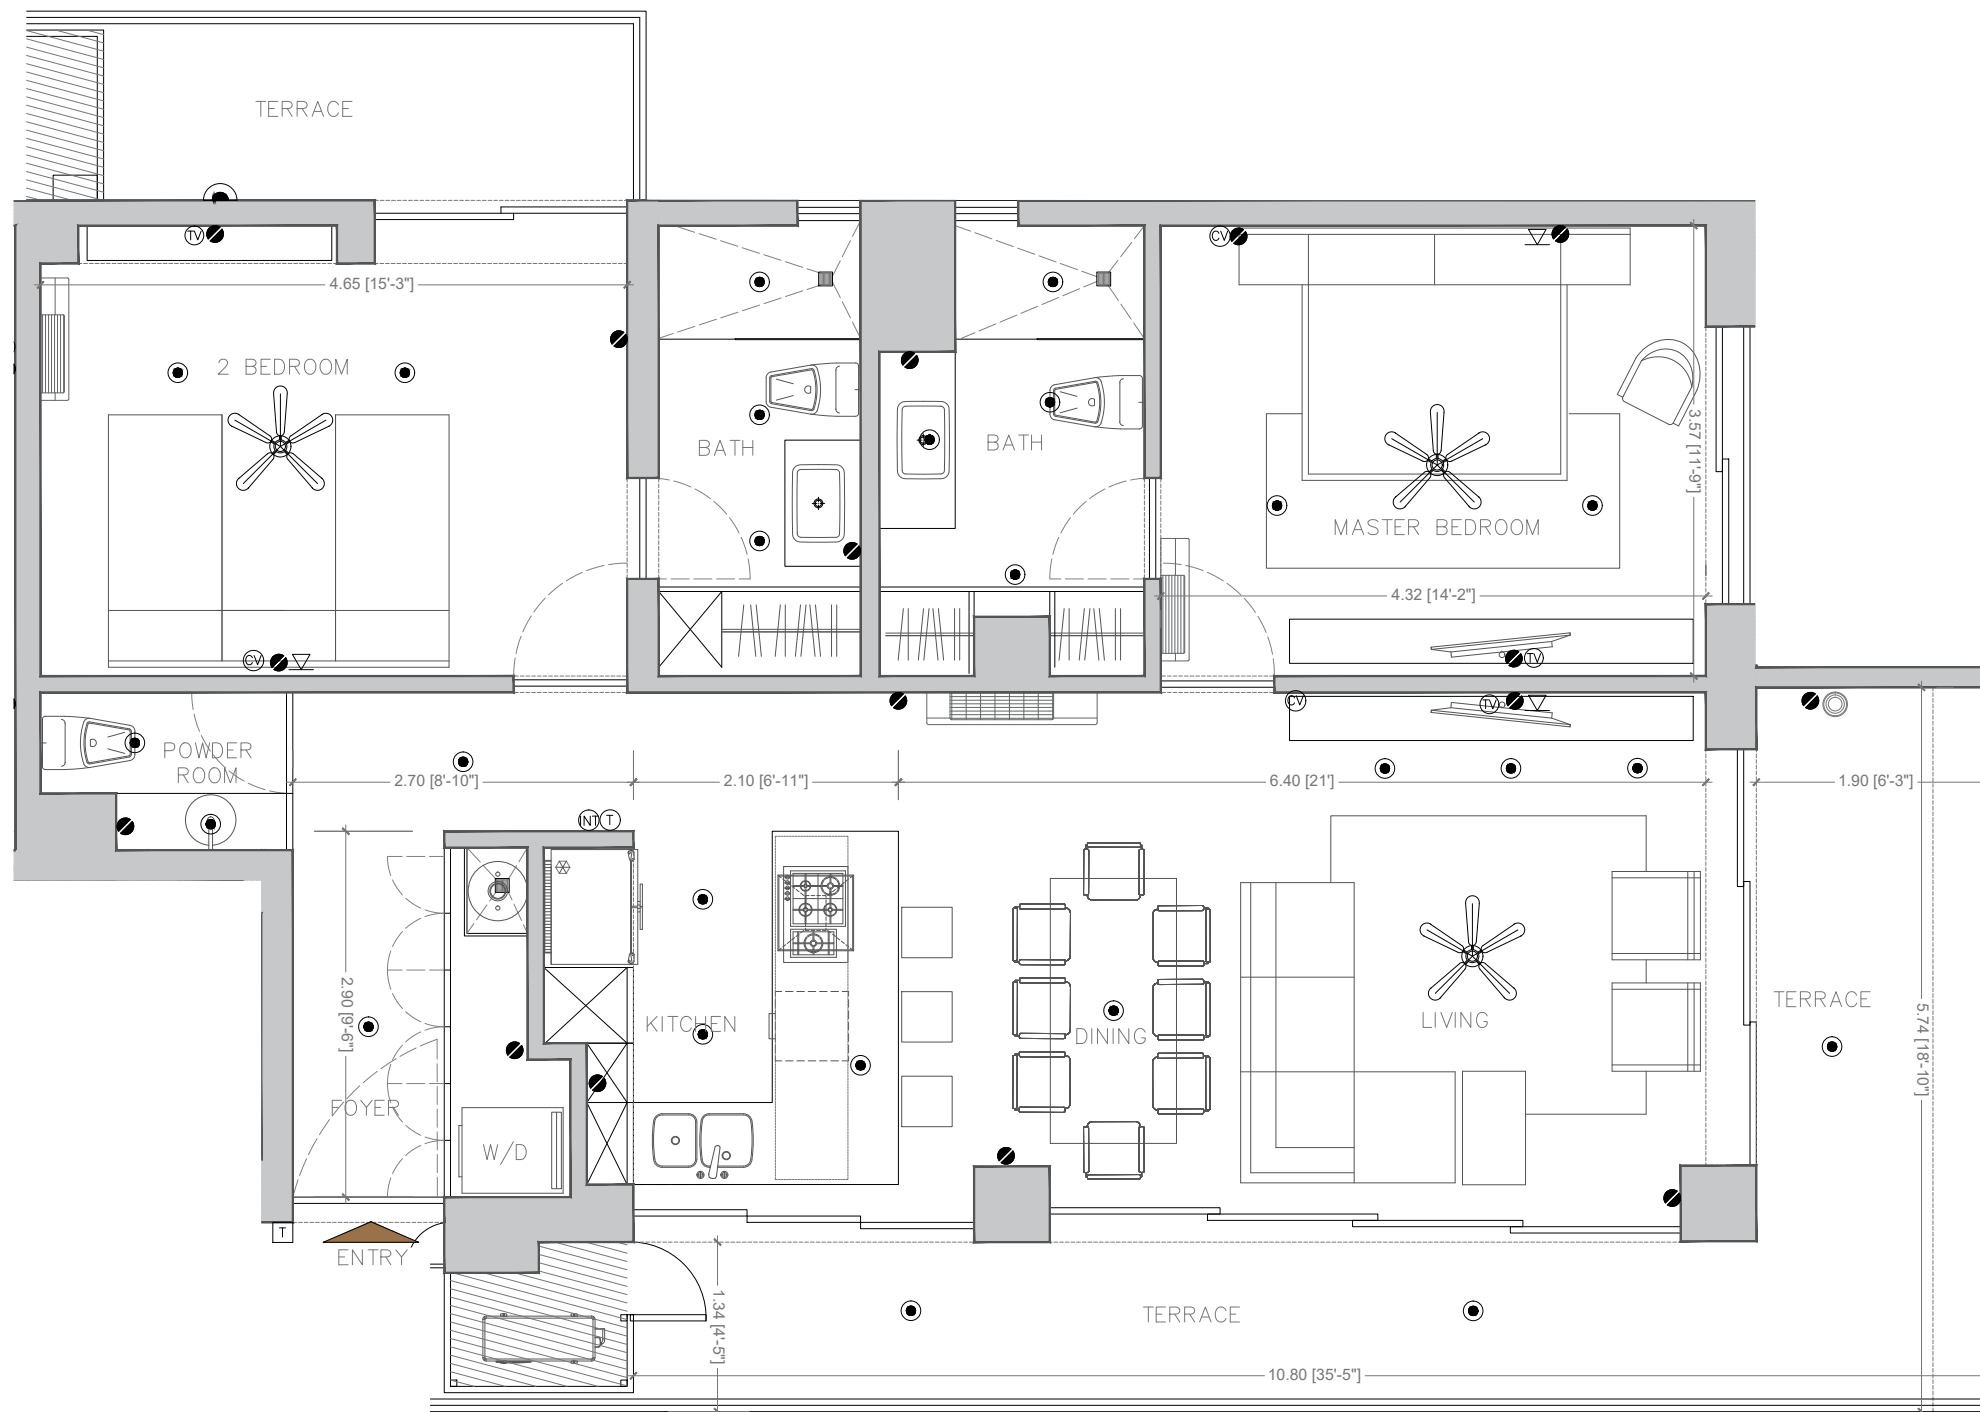 TERRACE
TV
CV
4.65 [15'-3"]
2 BEDROOM
BATH
BATH
3.57 [11'-9"]
MASTER BEDROOM
4.32 [14'-2"]
CV
TV
CV
TV
POWDER
ROOM
2.70 [8'-10"]
2.10 [6'-11"]
6.40 [21']
1.90 [6'-3"]
INT
T
2.90 [9'-6"]
KITCHEN
DINING
LIVING
TERRACE
5.74 [18'-10"]
FOYER
W/D
T
ENTRY
1.34 [4'-5"]
TERRACE
10.80 [35'-5"]